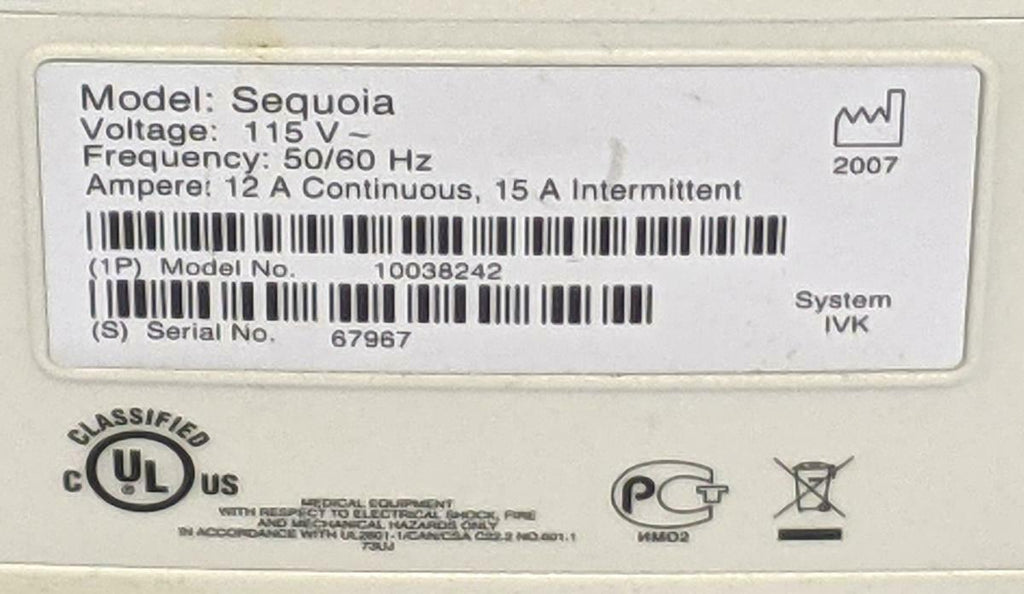 Model: Sequoia
Voltage: 115 V ~
Frequency: 50/60 Hz
Ampere: 12 A Continuous, 15 A Intermittent
2007
(1P) Model No. 10038242
(S) Serial No. 67967
System
IVK
CLASSIFIED
C UL® US
MEDICAL EQUIPMENT
WITH RESPECT TO ELECTRICAL SHOCK, FIRE
AND MECHANICAL HAZARDS ONLY
IN ACCORDANCE WITH UL2601-1/CAN/CSA C22.2 NO.601.1
73UJ
РСТ
ИМ02